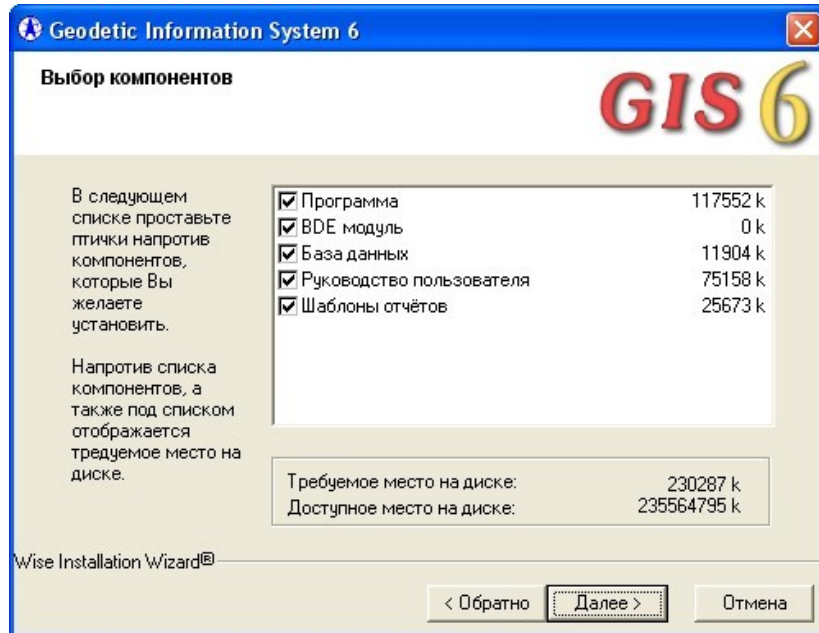 Geodetic Information System 6
Выбор компонентов
GIS 6
В следующем
списке проставьте
птички напротив
компонентов,
которые Вы
желаете
установить.
Напротив списка
компонентов, а
также под списком
отображается
тредуемое место на
диске.
Программа 117552 k
BDE модуль 0 k
База данных 11904 k
Руководство пользователя 75158 k
Шаблоны отчётов 25673 k
Требуемое место на диске: 230287 k
Доступное место на диске: 235564795 k
Wise Installation Wizard®
< Обратно
Далее >
Отмена